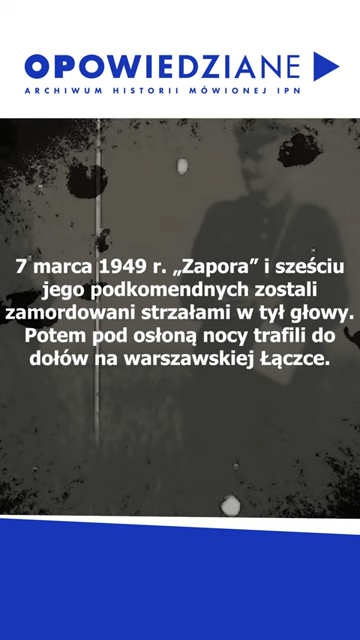 OPOWIEDZIANE
ARCHIWUM HISTORII MÓWIONEJ IPN
7 marca 1949 r. „Zapora” i sześciu
jego podkomendnych zostali
zamordowani strzałami w tył głowy.
Potem pod osłoną nocy trafili do
dołów na warszawskiej Łączce.